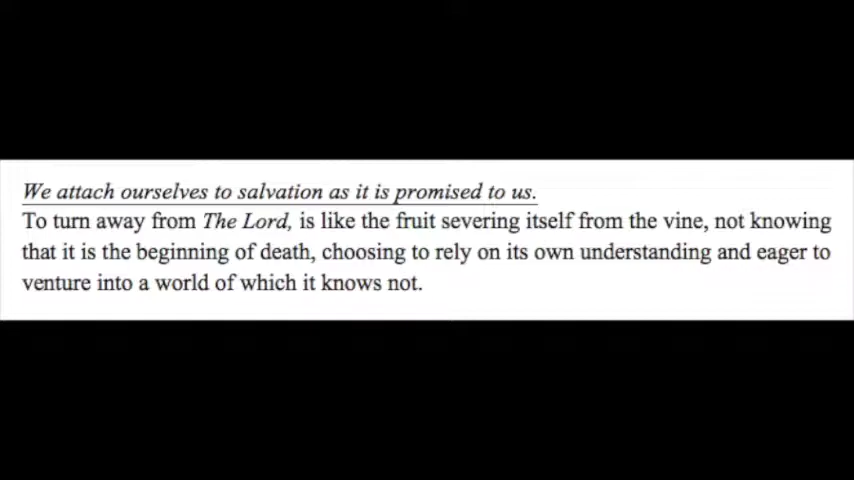 We attach ourselves to salvation as it is promised to us.
To turn away from The Lord, is like the fruit severing itself from the vine, not knowing
that it is the beginning of death, choosing to rely on its own understanding and eager to
venture into a world of which it knows not.